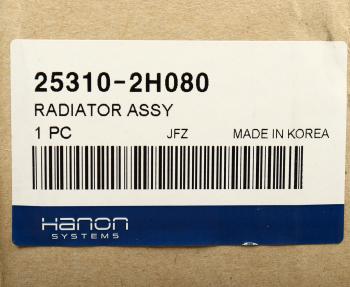 25310-2H080
RADIATOR ASSY
1 PC JFZ MADE IN KOREA
Hanon
SYSTEMS